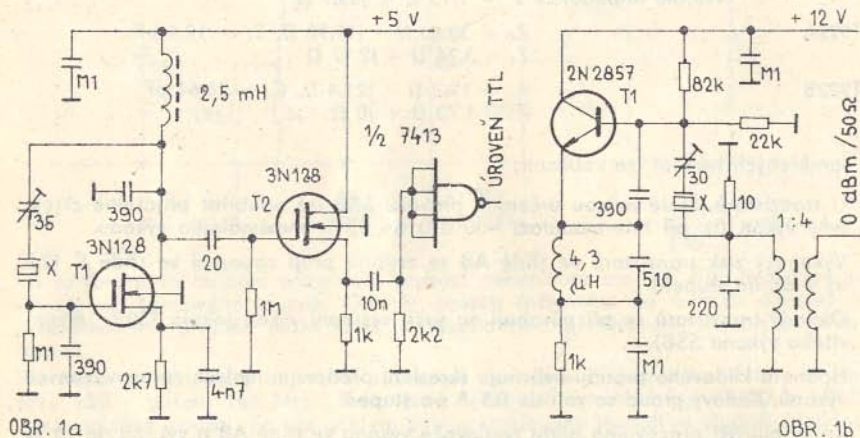 +5 V
M1
2,5 mH
390
36
X
3N128
T1
M1
390
2k7
4n7
20
1M
T2
3N128
10n
1k
2k2
1/2 7413
ÚROVEŇ TTL
OBR. 1a
+ 12 V
2N2857
T1
82k
M1
22k
30
X
390
10
4,3
µH
510
220
1:4
1k
M1
0 dBm / 50Ω
OBR. 1b